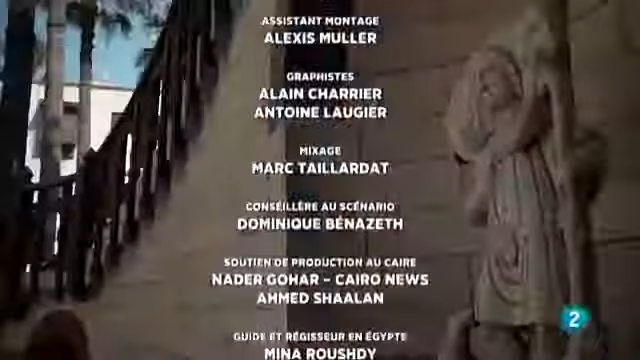 ASSISTANT MONTAGE
ALEXIS MULLER
GRAPHISTES
ALAIN CHARRIER
ANTOINE LAUGIER
MIXAGE
MARC TAILLARDAT
CONSEILLÈRE AU SCÉNARIO
DOMINIQUE BÉNAZETH
SOUTIEN DE PRODUCTION AU CAIRE
NADER GOHAR – CAIRO NEWS
AHMED SHAALAN
GUIDE ET RÉGISSEUR EN ÉGYPTE
MINA ROUSHDY
2